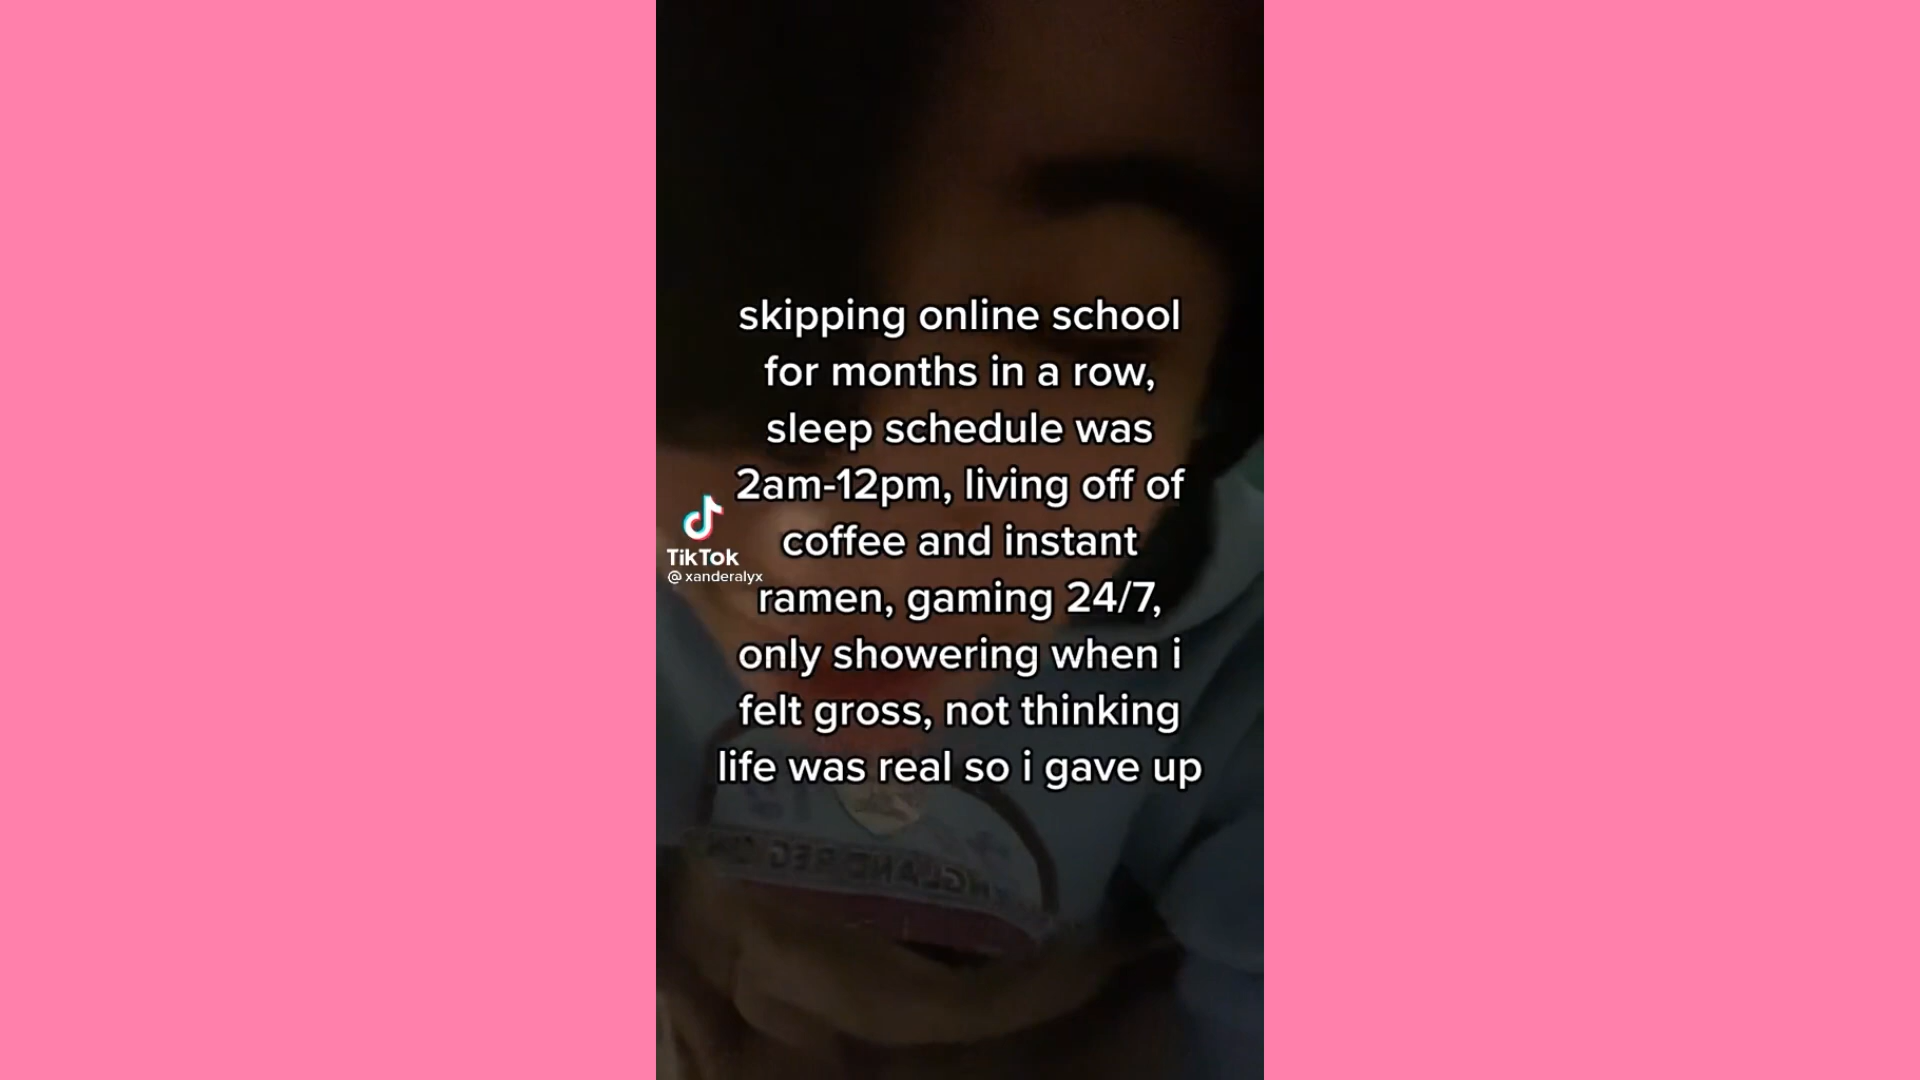 skipping online school
for months in a row,
sleep schedule was
2am-12pm, living off of
coffee and instant
ramen, gaming 24/7,
only showering when i
felt gross, not thinking
life was real so i gave up
TikTok
@xanderalyx